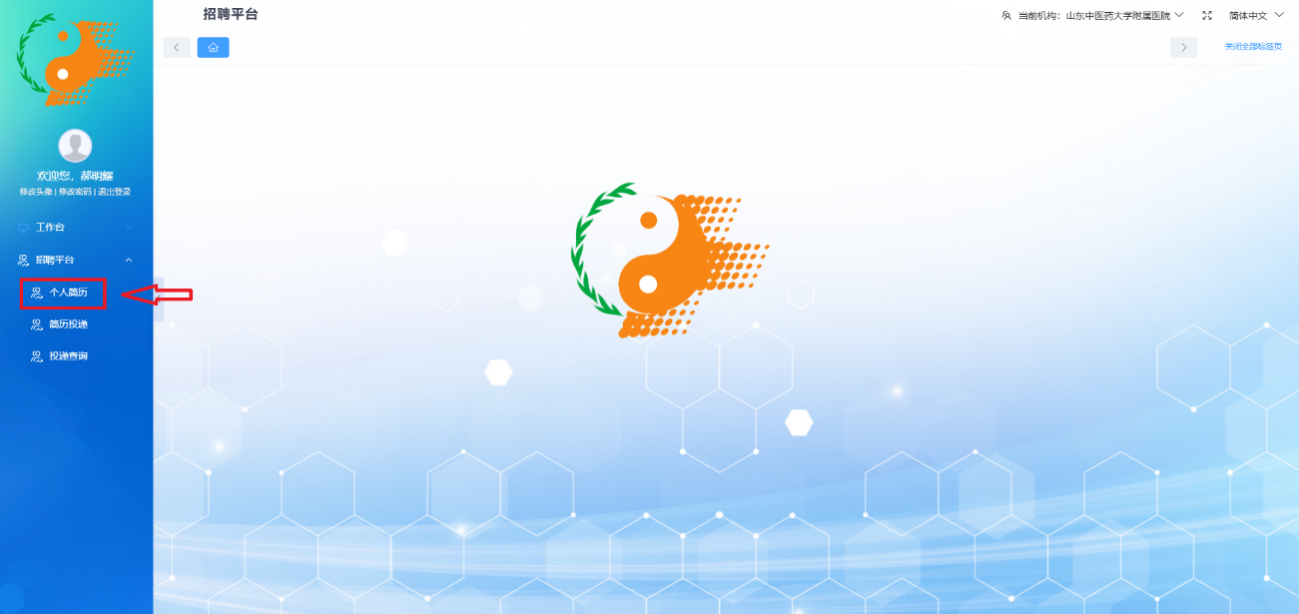 招聘平台
当前机构：山东中医药大学附属医院
简体中文
关闭全部标签页
欢迎您，郝明耀
修改头像 | 修改密码 | 退出登录
工作台
招聘平台
个人简历
简历投递
投递查询